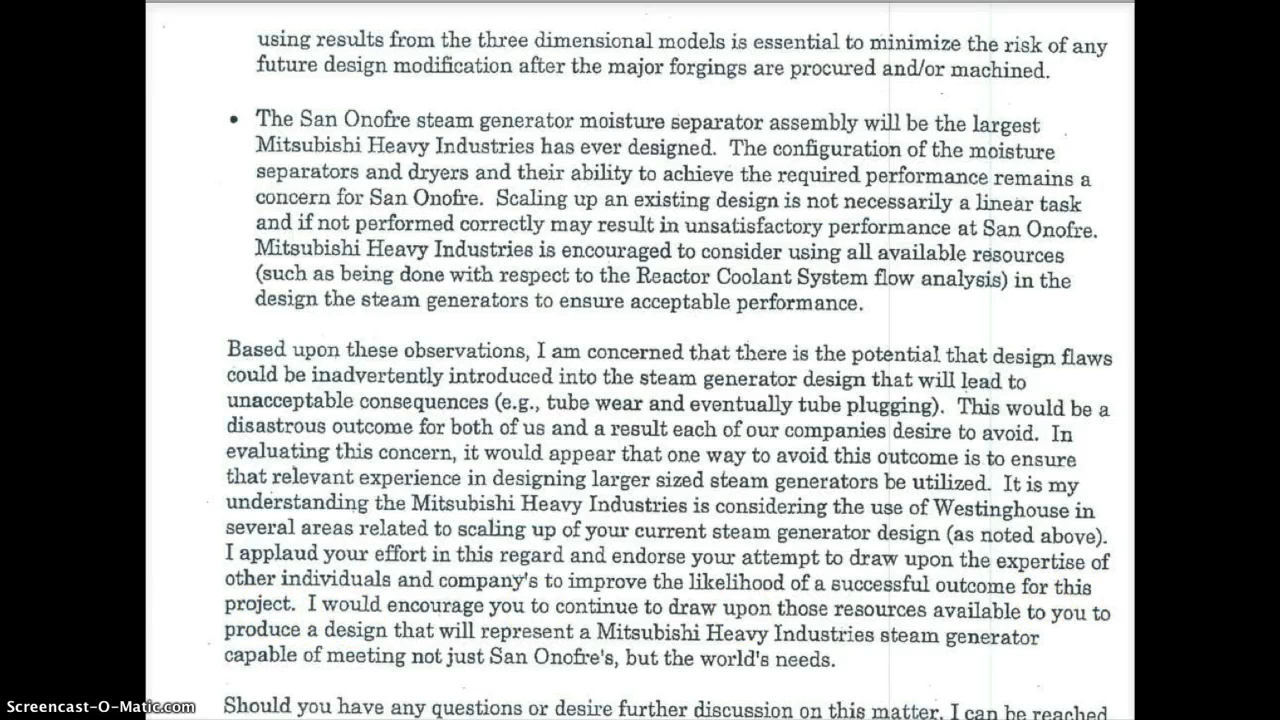 using results from the three dimensional models is essential to minimize the risk of any
future design modification after the major forgings are procured and/or machined.
• The San Onofre steam generator moisture separator assembly will be the largest
Mitsubishi Heavy Industries has ever designed. The configuration of the moisture
separators and dryers and their ability to achieve the required performance remains a
concern for San Onofre. Scaling up an existing design is not necessarily a linear task
and if not performed correctly may result in unsatisfactory performance at San Onofre.
Mitsubishi Heavy Industries is encouraged to consider using all available resources
(such as being done with respect to the Reactor Coolant System flow analysis) in the
design the steam generators to ensure acceptable performance.
Based upon these observations, I am concerned that there is the potential that design flaws
could be inadvertently introduced into the steam generator design that will lead to
unacceptable consequences (e.g., tube wear and eventually tube plugging). This would be a
disastrous outcome for both of us and a result each of our companies desire to avoid. In
evaluating this concern, it would appear that one way to avoid this outcome is to ensure
that relevant experience in designing larger sized steam generators be utilized. It is my
understanding the Mitsubishi Heavy Industries is considering the use of Westinghouse in
several areas related to scaling up of your current steam generator design (as noted above).
I applaud your effort in this regard and endorse your attempt to draw upon the expertise of
other individuals and company's to improve the likelihood of a successful outcome for this
project. I would encourage you to continue to draw upon those resources available to you to
produce a design that will represent a Mitsubishi Heavy Industries steam generator
capable of meeting not just San Onofre's, but the world's needs.
Should you have any questions or desire further discussion on this matter, I can be reached
Screencast-O-Matic.com